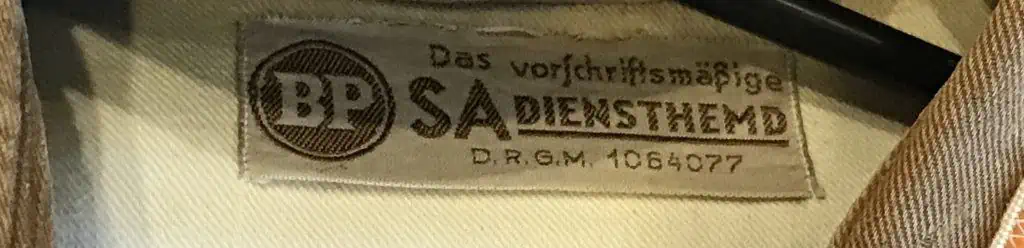 BP
Das vorſchriftsmäßige
SA DIENSTHEMD
D.R.G.M. 1064077